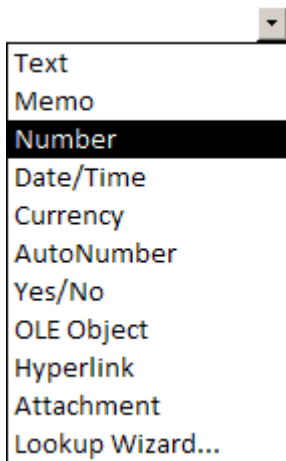 Text
Memo
Number
Date/Time
Currency
AutoNumber
Yes/No
OLE Object
Hyperlink
Attachment
Lookup Wizard...